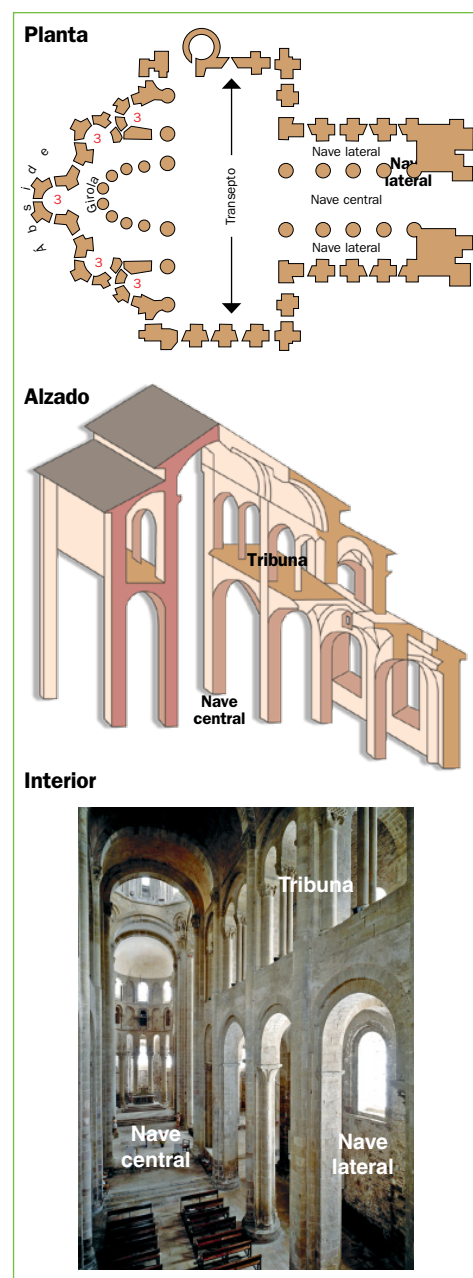 Planta
3
3
3
3
3
Ábside
Girola
Transepto
Nave lateral
Nave
lateral
Nave central
Nave lateral
Alzado
Tribuna
Nave
central
Interior
Tribuna
Nave
central
Nave
lateral